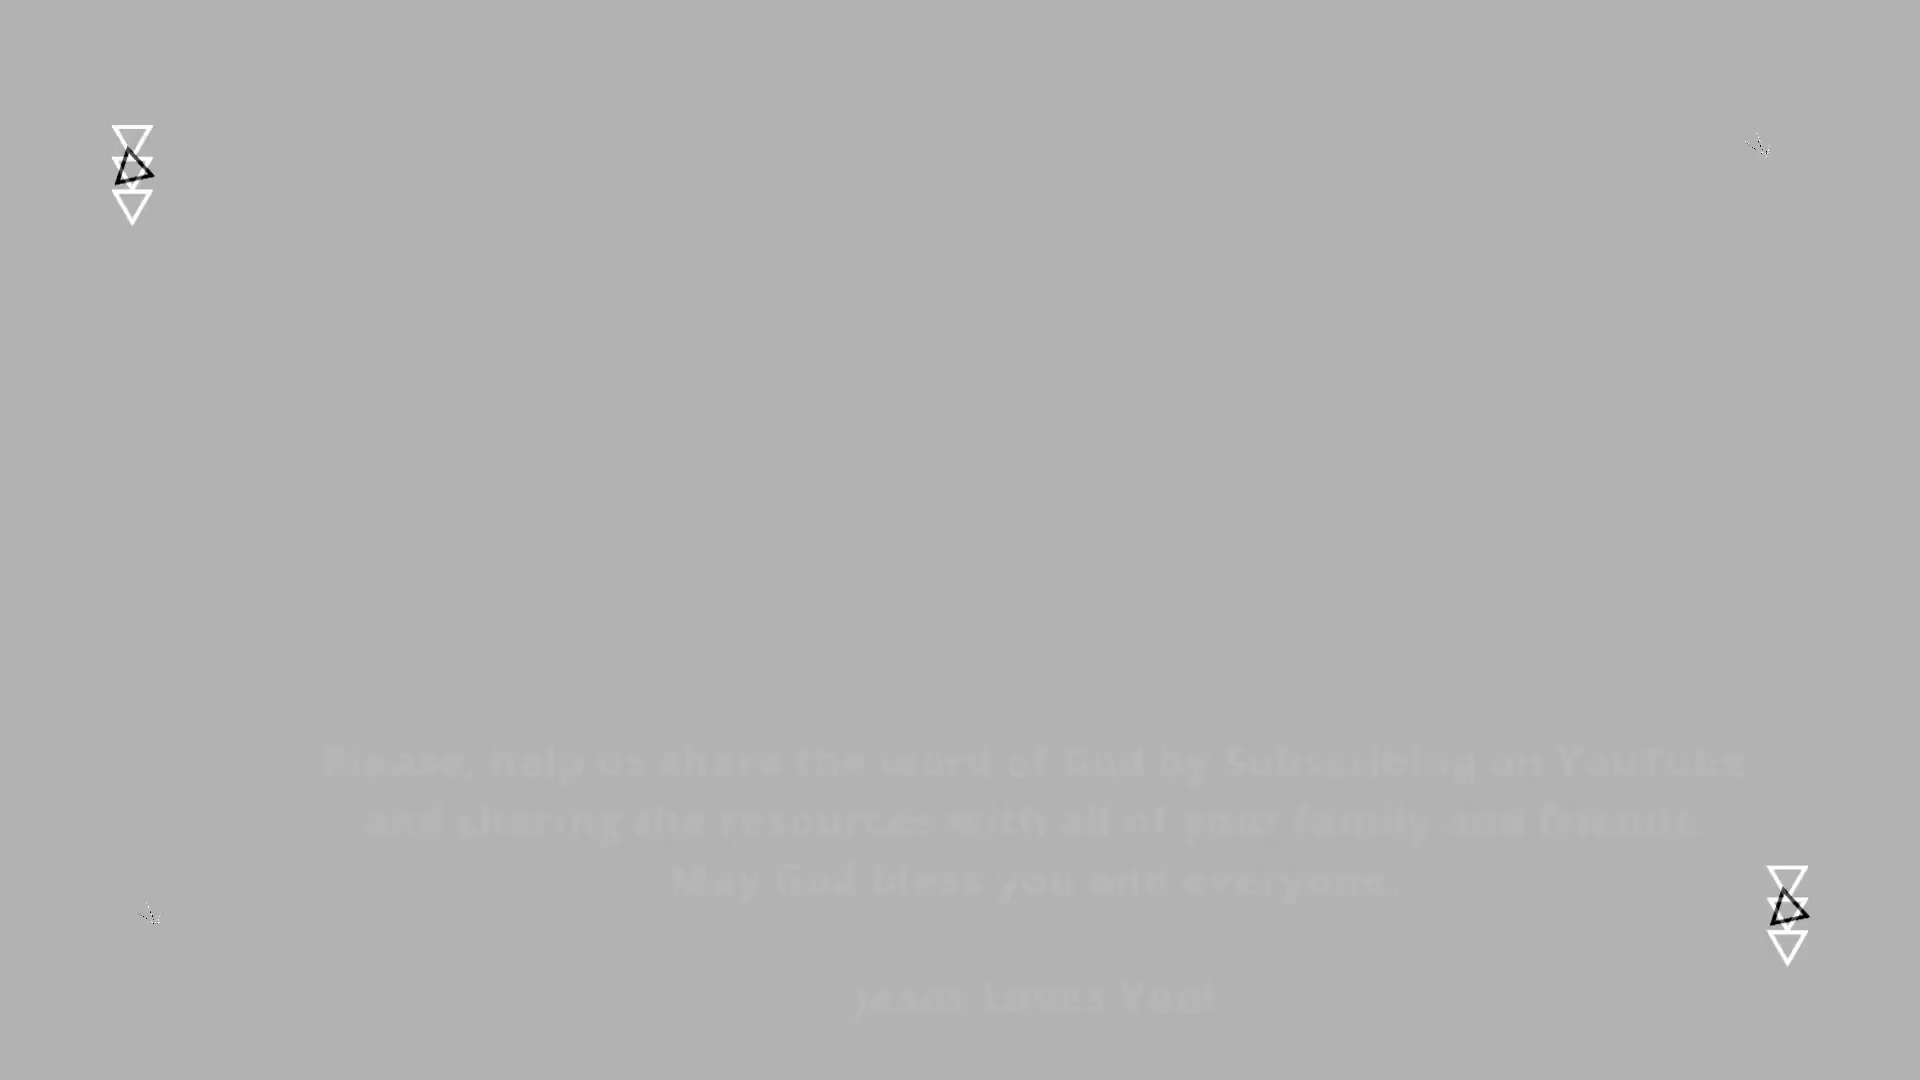 Please, help us share the word of God by Subscribing on YouTube
and sharing the resources with all of your family and friends.
May God bless you and everyone.
Jesus Loves You!